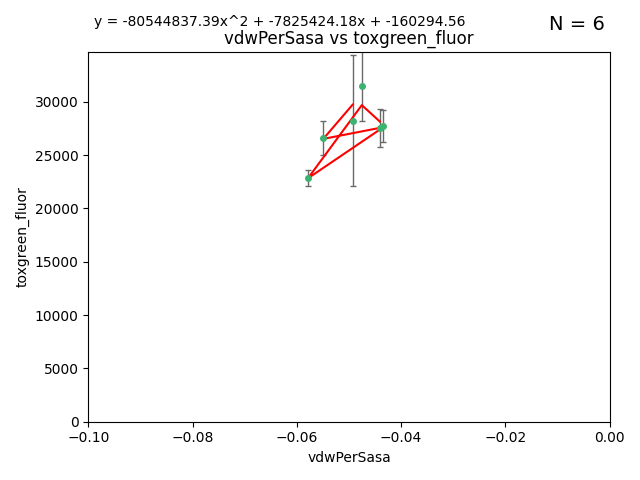 y = -80544837.39x^2 + -7825424.18x + -160294.56
N = 6
vdwPerSasa vs toxgreen_fluor
30000
25000
20000
15000
10000
5000
0
toxgreen_fluor
−0.10
−0.08
−0.06
−0.04
−0.02
0.00
vdwPerSasa